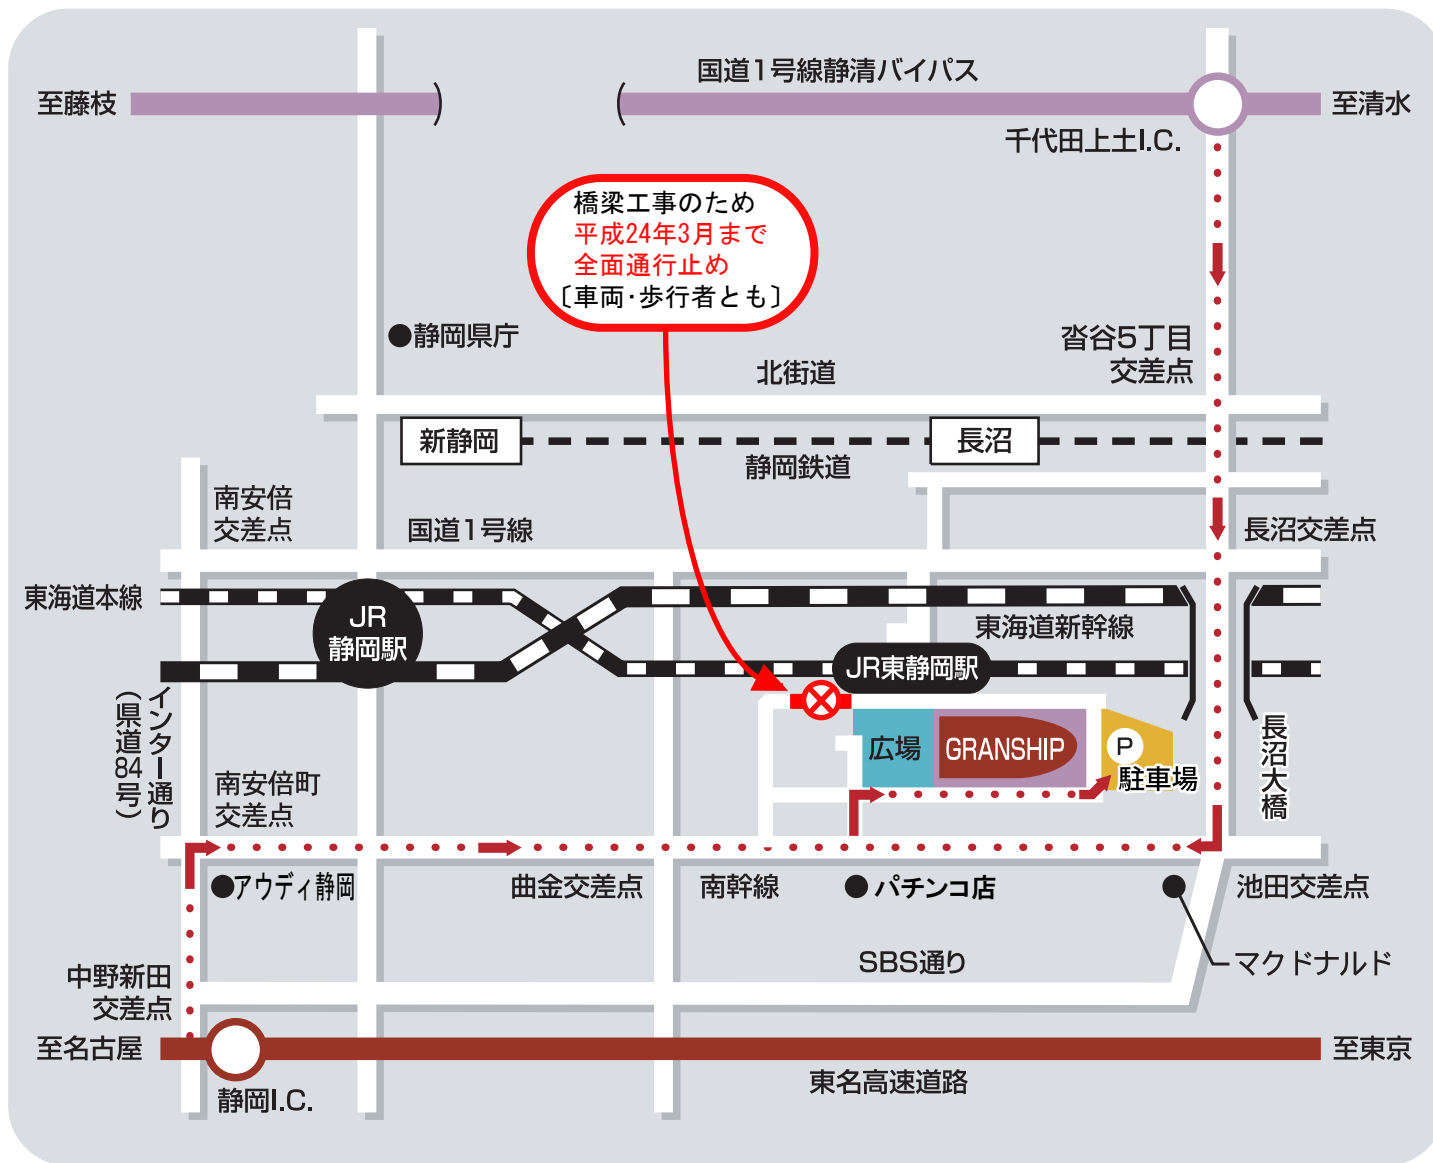 国道1号線静清バイパス
至藤枝
至清水
千代田上土I.C.
橋梁工事のため
平成24年3月まで
全面通行止め
〔車両・歩行者とも〕
●静岡県庁
沓谷5丁目
交差点
北街道
新静岡
長沼
静岡鉄道
南安倍
交差点
国道1号線
長沼交差点
東海道本線
JR
静岡駅
東海道新幹線
JR東静岡駅
インター通り
（県道84号）
広場
GRANSHIP
P
駐車場
長沼大橋
南安倍町
交差点
●アウディ静岡
曲金交差点
南幹線
● パチンコ店
池田交差点
SBS通り
マクドナルド
中野新田
交差点
至名古屋
至東京
東名高速道路
静岡I.C.